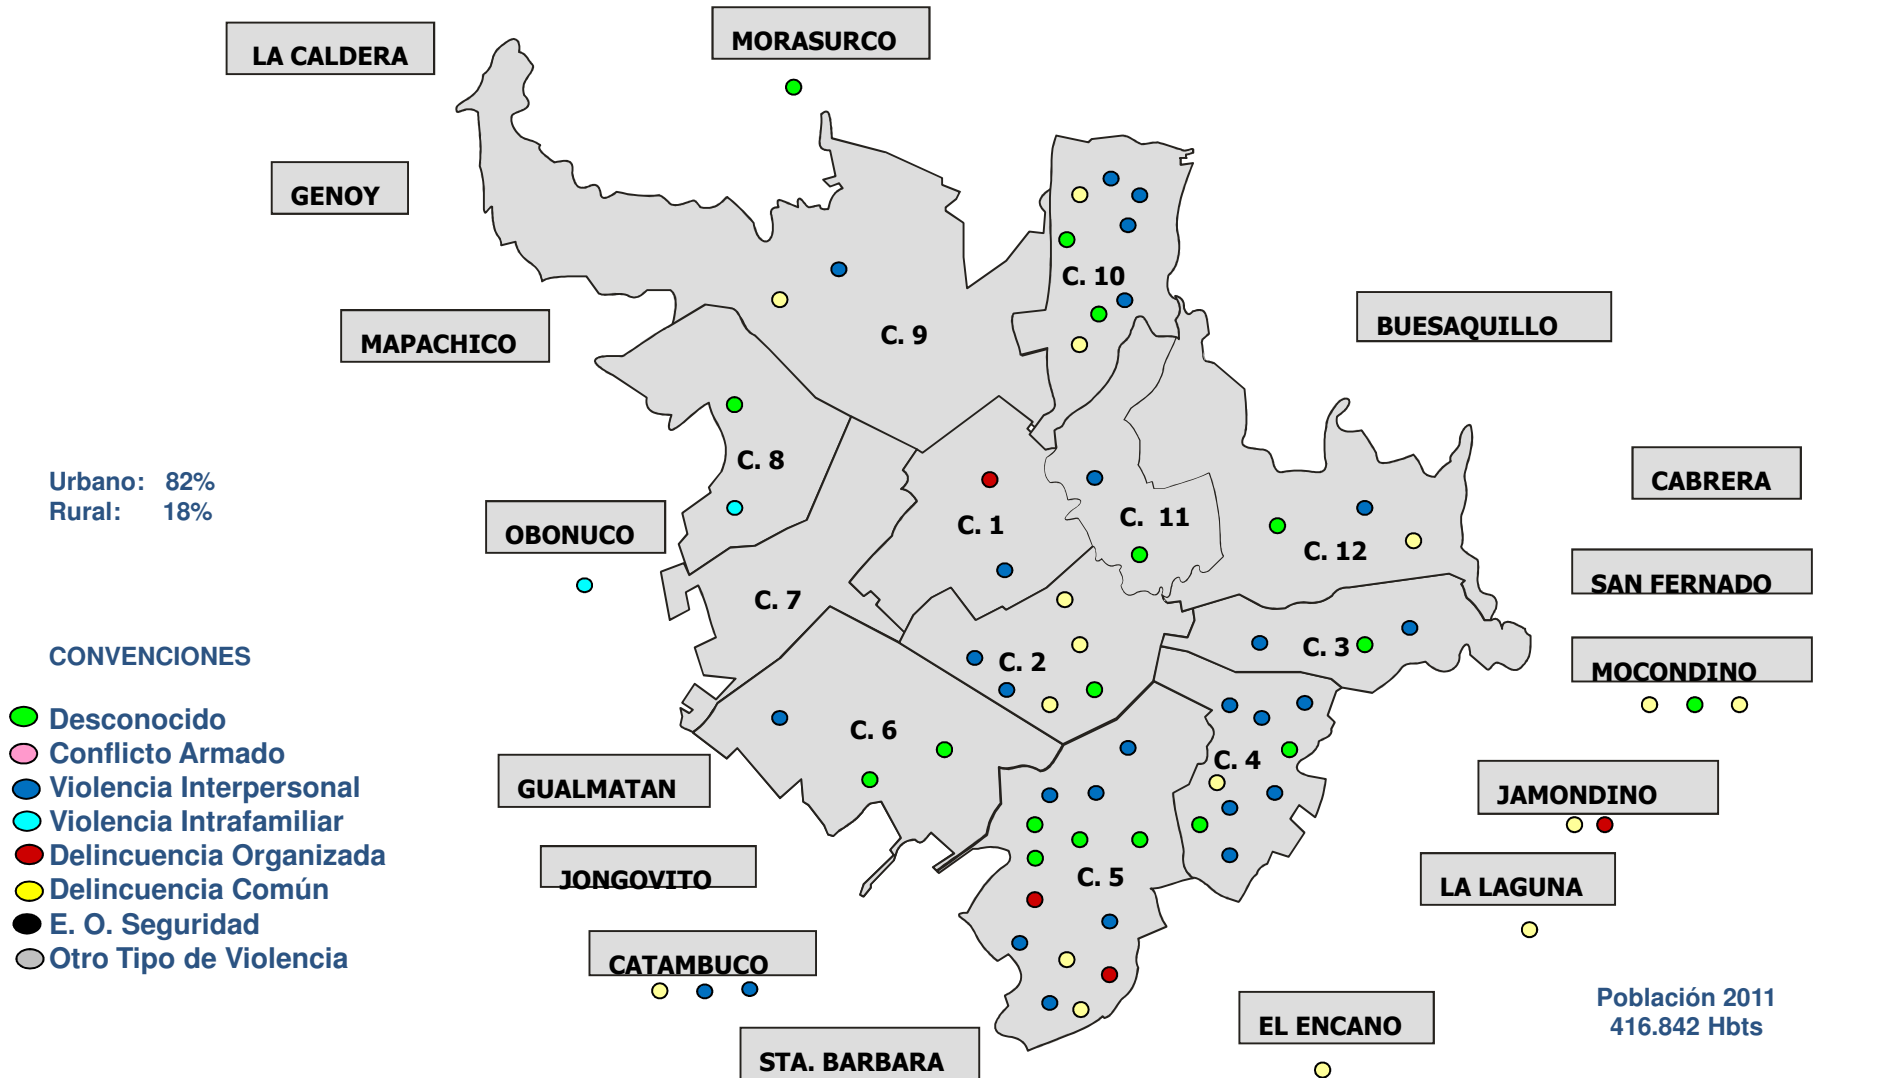 LA CALDERA
MORASURCO
GENOY
C. 10
BUESAQUILLO
MAPACHICO
C. 9
C. 8
CABRERA
Urbano: 82%
Rural: 18%
OBONUCO
C. 1
C. 11
C. 12
SAN FERNADO
C. 7
C. 3
CONVENCIONES
C. 2
MOCONDINO
Desconocido
Conflicto Armado
Violencia Interpersonal
Violencia Intrafamiliar
Delincuencia Organizada
Delincuencia Común
E. O. Seguridad
Otro Tipo de Violencia
C. 6
C. 4
GUALMATAN
JAMONDINO
JONGOVITO
C. 5
LA LAGUNA
CATAMBUCO
Población 2011
416.842 Hbts
EL ENCANO
STA. BARBARA